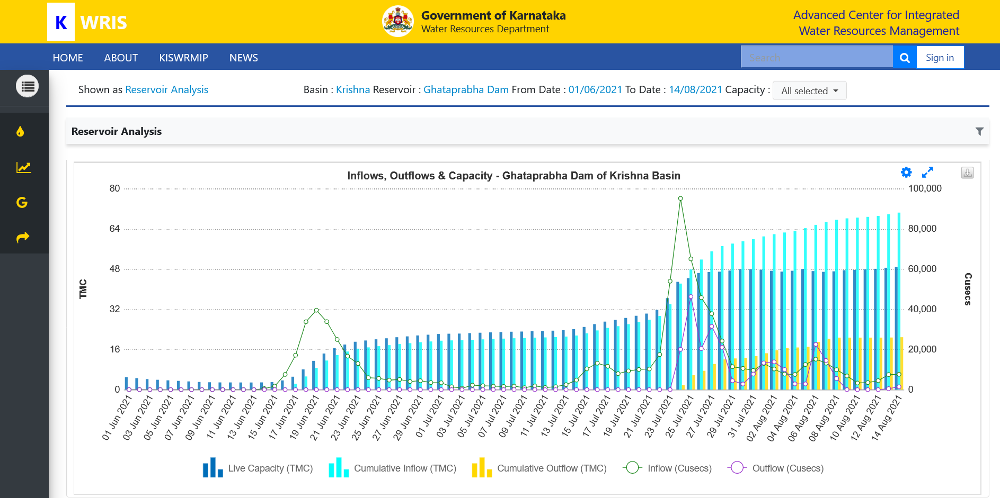 K WRIS
Government of Karnataka
Water Resources Department
Advanced Center for Integrated
Water Resources Management
HOME ABOUT KISWRMIP NEWS
Search
Sign in
Shown as Reservoir Analysis
Basin : Krishna Reservoir : Ghataprabha Dam From Date : 01/06/2021 To Date : 14/08/2021 Capacity : All selected
Reservoir Analysis
G
Inflows, Outflows & Capacity - Ghataprabha Dam of Krishna Basin
80 100,000
64 80,000
48 60,000
32 40,000
16 20,000
0 0
TMC
Cusecs
01 Jun 2021
03 Jun 2021
05 Jun 2021
07 Jun 2021
09 Jun 2021
11 Jun 2021
13 Jun 2021
15 Jun 2021
17 Jun 2021
19 Jun 2021
21 Jun 2021
23 Jun 2021
25 Jun 2021
27 Jun 2021
29 Jun 2021
01 Jul 2021
03 Jul 2021
05 Jul 2021
07 Jul 2021
09 Jul 2021
11 Jul 2021
13 Jul 2021
15 Jul 2021
17 Jul 2021
19 Jul 2021
21 Jul 2021
23 Jul 2021
25 Jul 2021
27 Jul 2021
29 Jul 2021
31 Jul 2021
02 Aug 2021
04 Aug 2021
06 Aug 2021
08 Aug 2021
10 Aug 2021
12 Aug 2021
14 Aug 2021
Live Capacity (TMC) Cumulative Inflow (TMC) Cumulative Outflow (TMC) Inflow (Cusecs) Outflow (Cusecs)